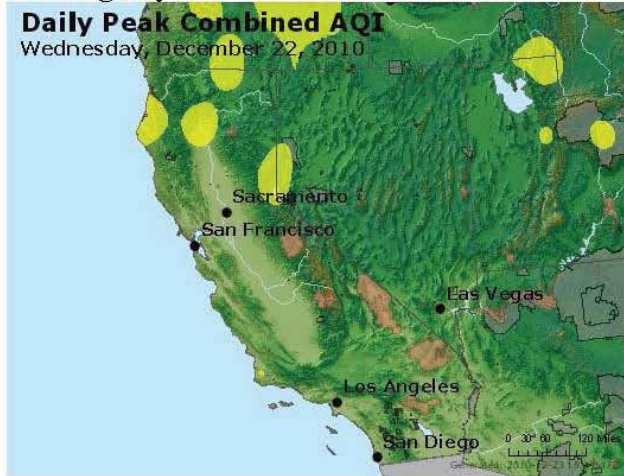 Daily Peak Combined AQI
Wednesday, December 22, 2010
Sacramento
San Francisco
Las Vegas
Los Angeles
San Diego
0 30 60 120 Miles